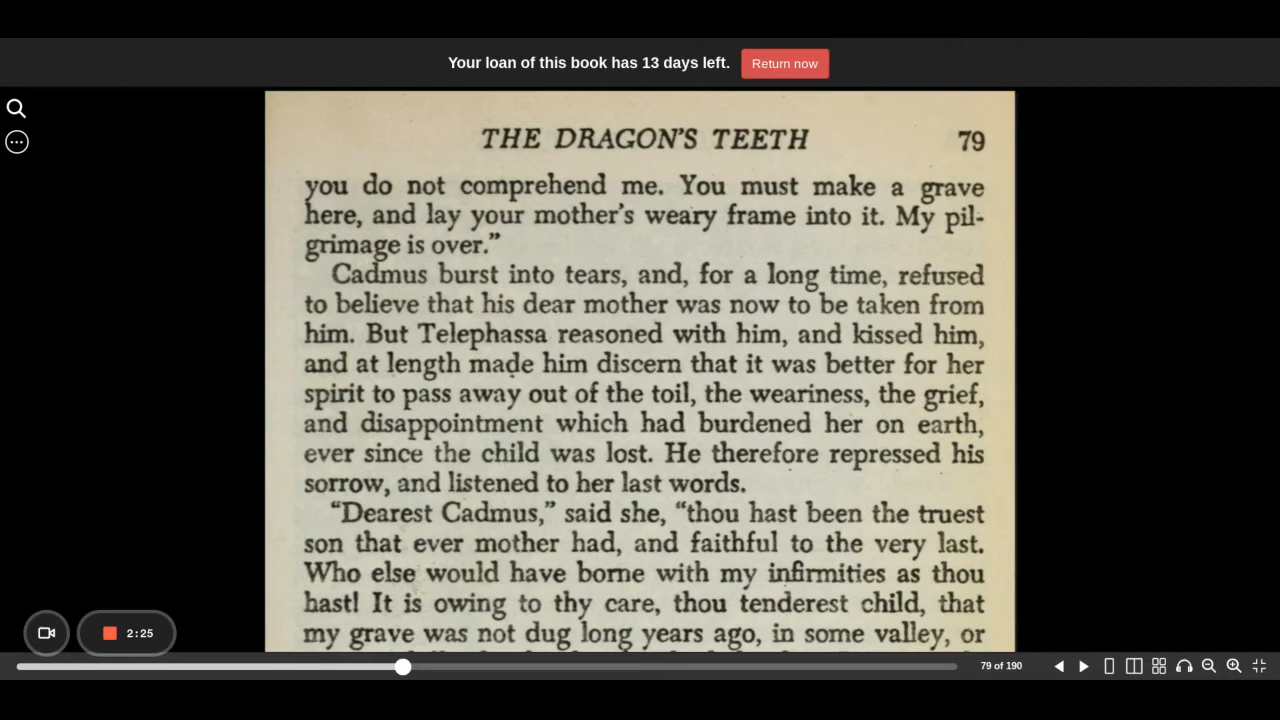 Your loan of this book has 13 days left. Return now
THE DRAGON'S TEETH 79
you do not comprehend me. You must make a grave
here, and lay your mother's weary frame into it. My pil-
grimage is over."
Cadmus burst into tears, and, for a long time, refused
to believe that his dear mother was now to be taken from
him. But Telephassa reasoned with him, and kissed him,
and at length made him discern that it was better for her
spirit to pass away out of the toil, the weariness, the grief,
and disappointment which had burdened her on earth,
ever since the child was lost. He therefore repressed his
sorrow, and listened to her last words.
"Dearest Cadmus," said she, "thou hast been the truest
son that ever mother had, and faithful to the very last.
Who else would have borne with my infirmities as thou
hast! It is owing to thy care, thou tenderest child, that
my grave was not dug long years ago, in some valley, or
2:25
79 of 190